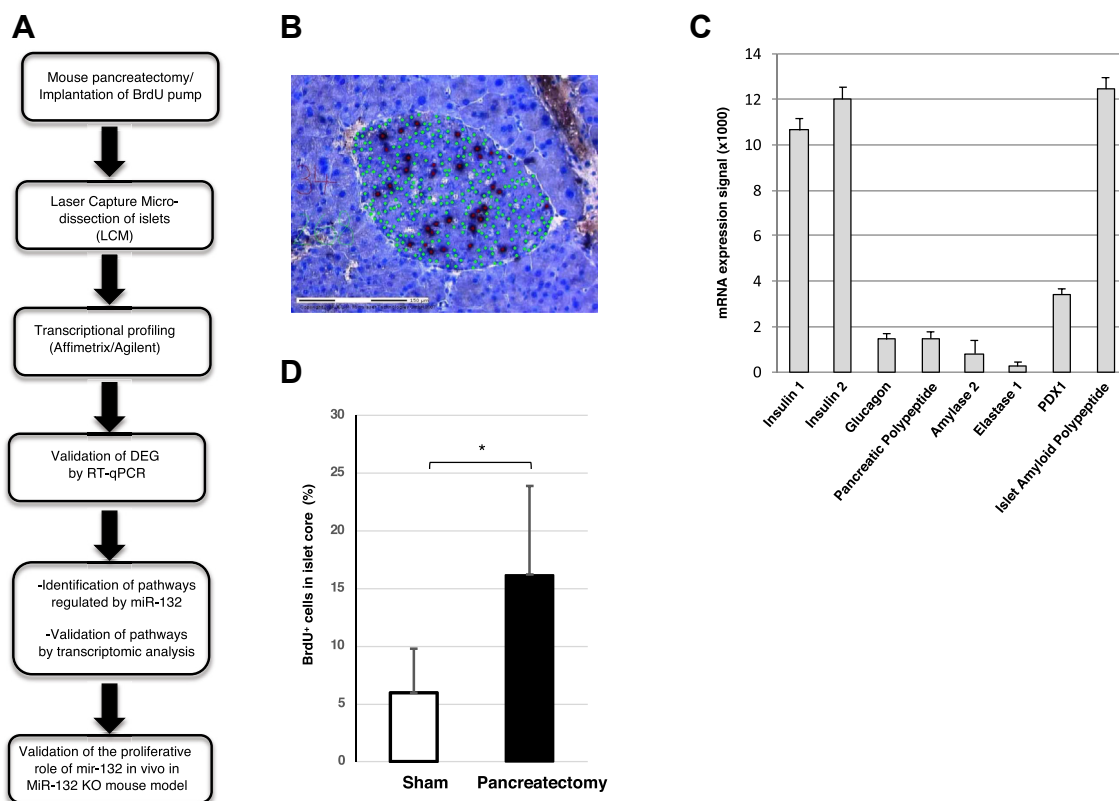 A
Mouse pancreatectomy/
Implantation of BrdU pump
Laser Capture Micro-
dissection of islets
(LCM)
Transcriptional profiling
(Affimetrix/Agilent)
Validation of DEG
by RT-qPCR
-Identification of pathways
regulated by miR-132
-Validation of pathways
by transcriptomic analysis
Validation of the proliferative
role of mir-132 in vivo in
MiR-132 KO mouse model
B
150 µm
C
mRNA expression signal (x1000)
14
12
10
8
6
4
2
0
Insulin 1
Insulin 2
Glucagon
Pancreatic Polypeptide
Amylase 2
Elastase 1
PDX1
Islet Amyloid Polypeptide
D
BrdU⁺ cells in islet core (%)
30
25
20
15
10
5
0
*
Sham
Pancreatectomy